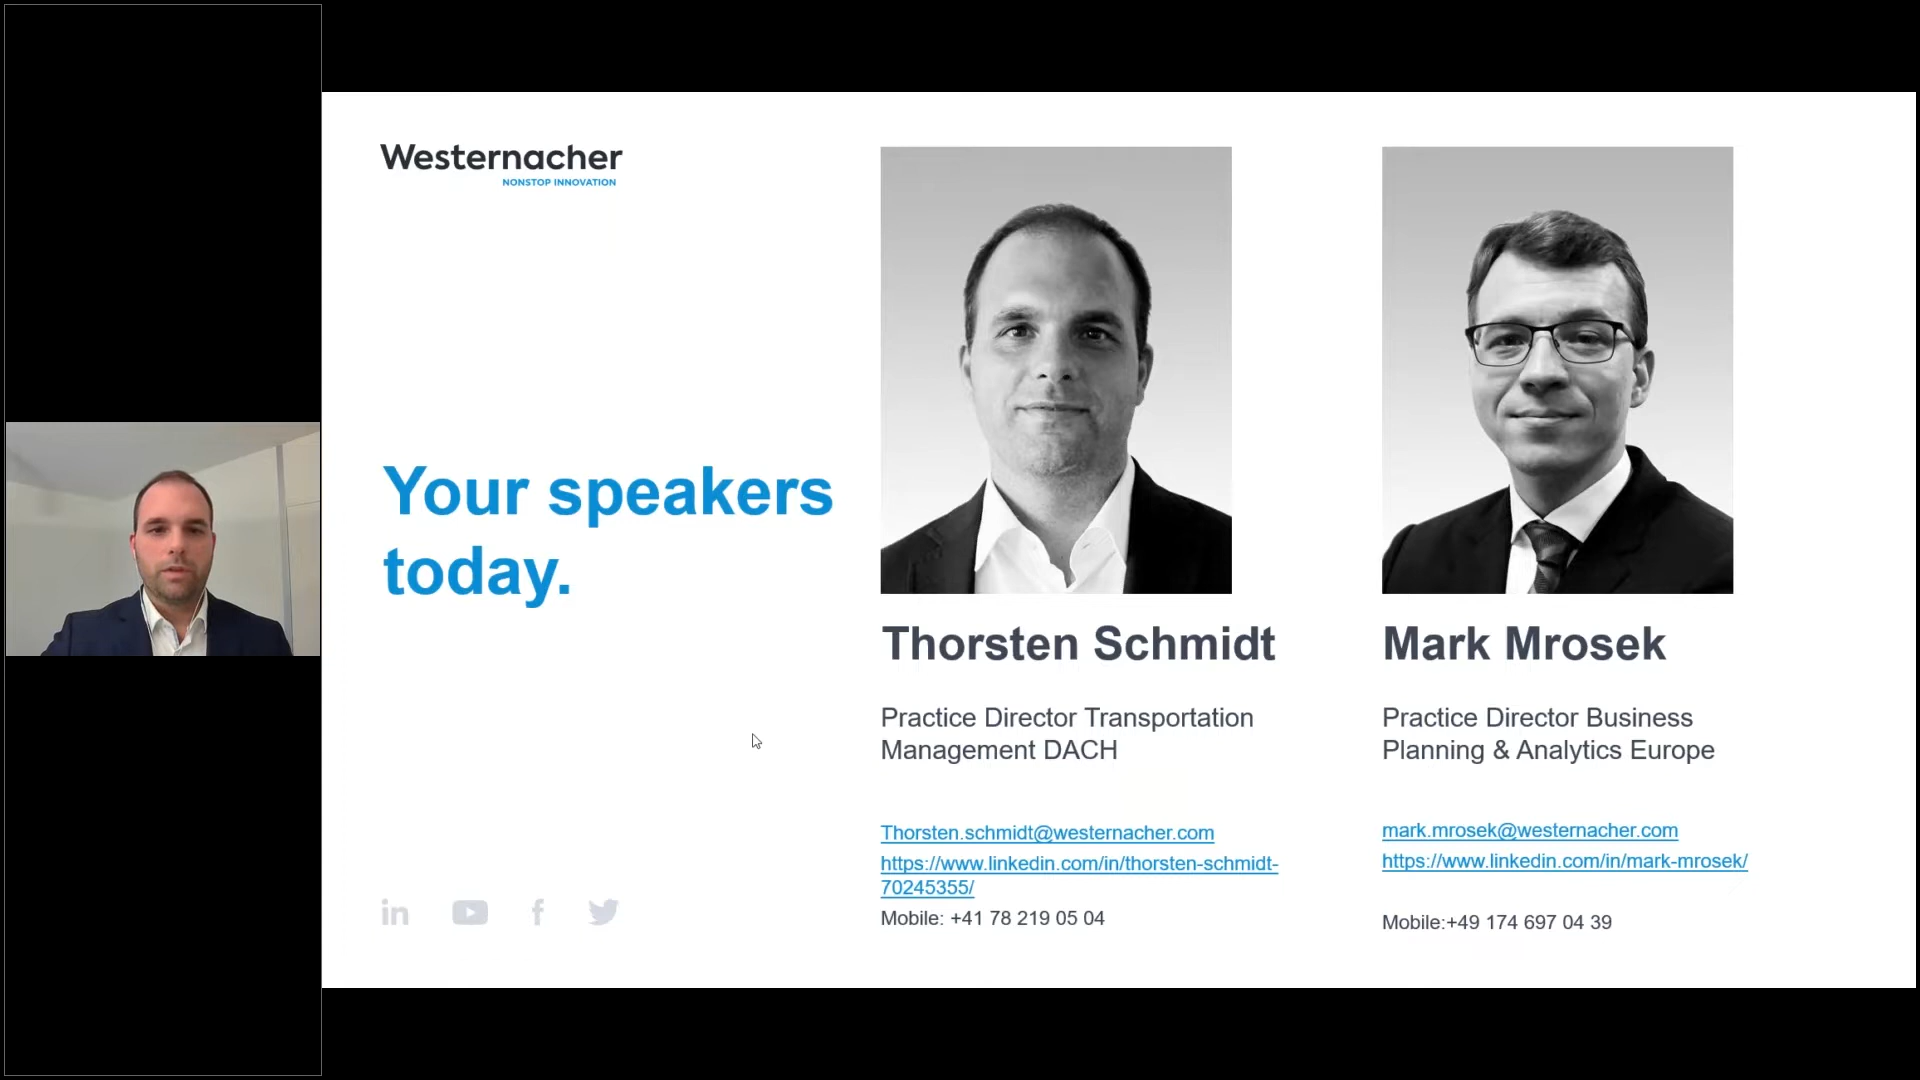 Westernacher
NONSTOP INNOVATION
Your speakers
today.
Thorsten Schmidt
Practice Director Transportation
Management DACH
Thorsten.schmidt@westernacher.com
https://www.linkedin.com/in/thorsten-schmidt-
70245355/
Mobile: +41 78 219 05 04
Mark Mrosek
Practice Director Business
Planning & Analytics Europe
mark.mrosek@westernacher.com
https://www.linkedin.com/in/mark-mrosek/
Mobile:+49 174 697 04 39